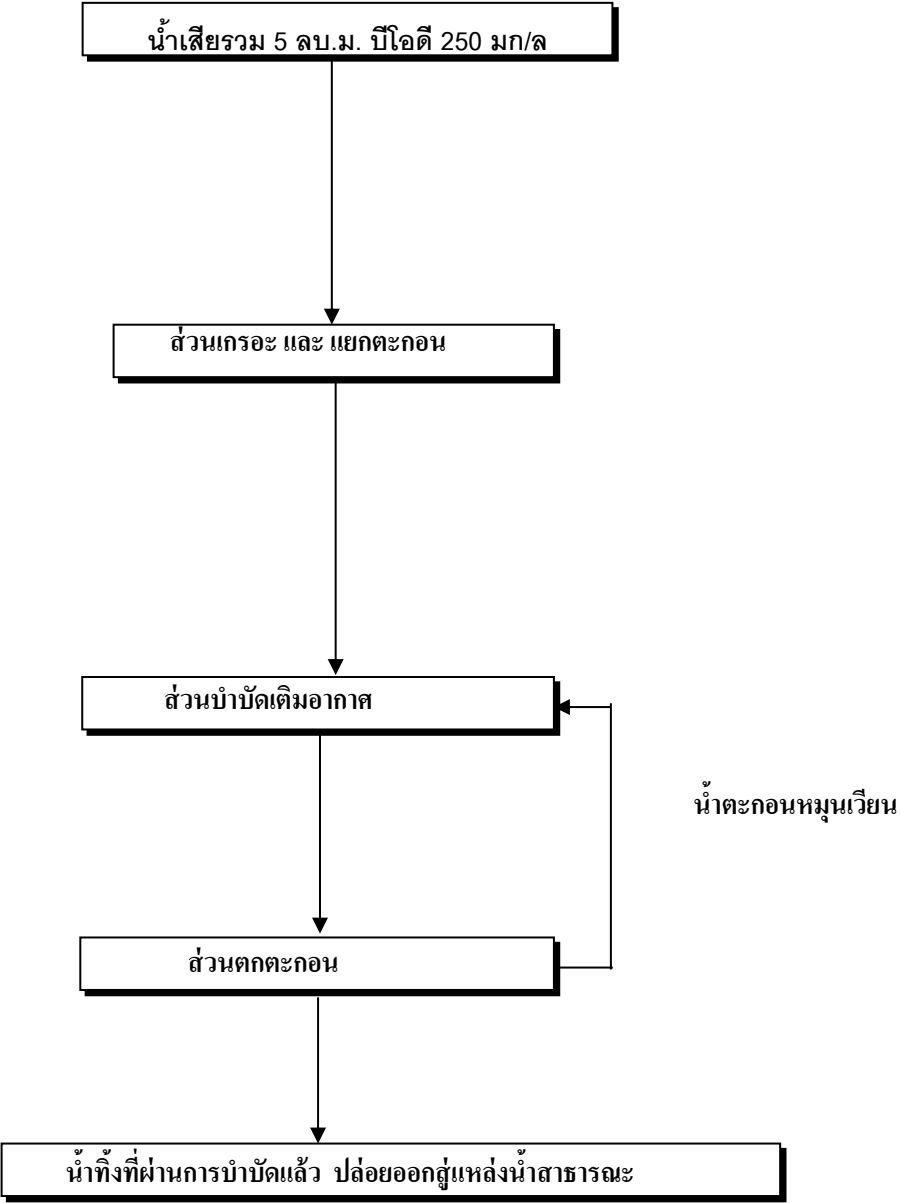 น้ำเสียรวม 5 ลบ.ม. บีโอดี 250 มก/ล
ส่วนเกรอะ และ แยกตะกอน
ส่วนบำบัดเติมอากาศ
น้ำตะกอนหมุนเวียน
ส่วนตกตะกอน
น้ำทิ้งที่ผ่านการบำบัดแล้ว ปล่อยออกสู่แหล่งน้ำสาธารณะ